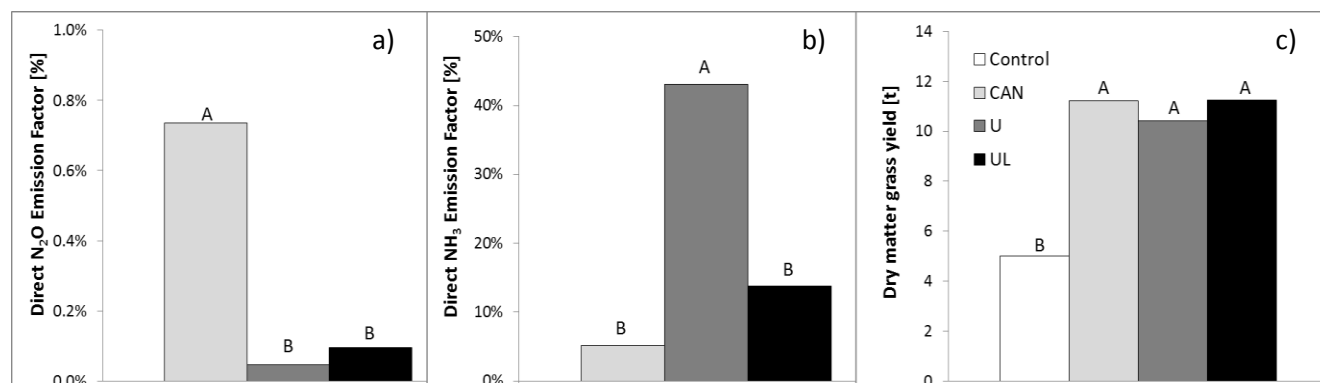 a)
Direct N₂O Emission Factor [%]
1.0%
0.8%
0.6%
0.4%
0.2%
0.0%
A
B
B
b)
Direct NH₃ Emission Factor [%]
50%
40%
30%
20%
10%
0%
B
A
B
c)
Dry matter grass yield [t]
14
12
10
8
6
4
2
0
Control
CAN
U
UL
B
A
A
A